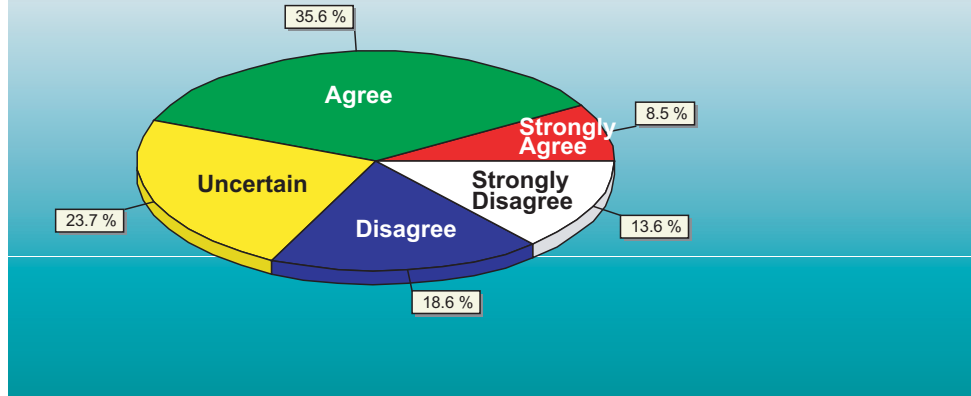 35.6 %
Agree
8.5 %
Strongly
Agree
Uncertain
Strongly
Disagree
23.7 %
Disagree
13.6 %
18.6 %